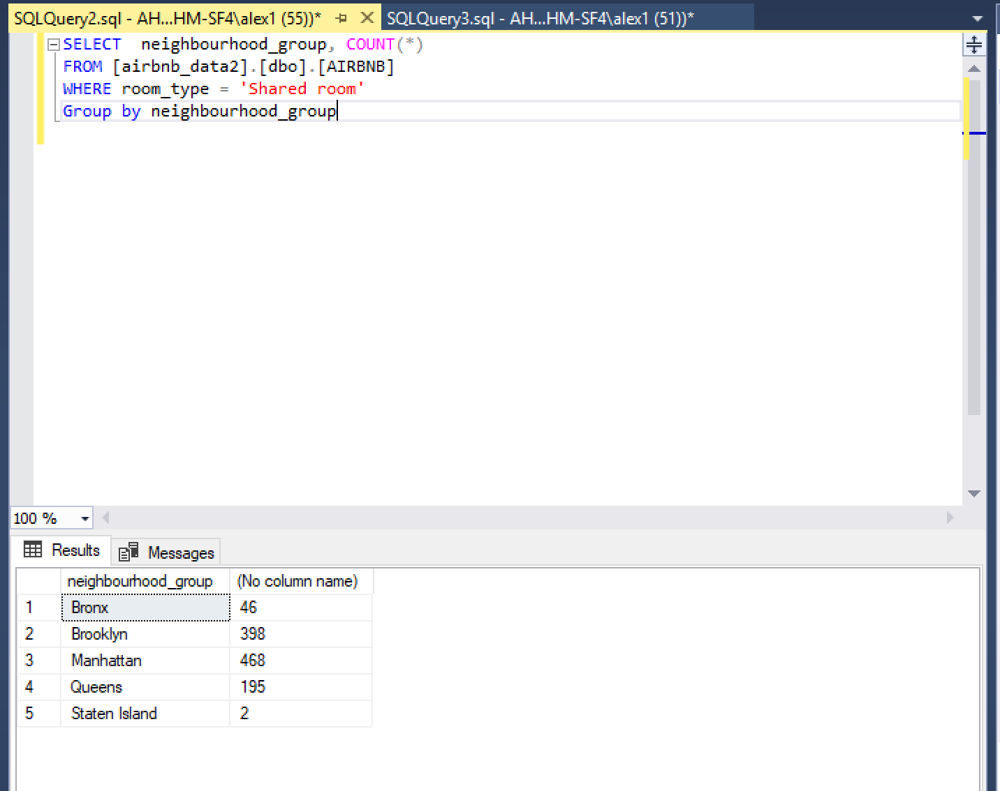 SQLQuery2.sql - AH...HM-SF4\alex1 (55))* SQLQuery3.sql - AH...HM-SF4\alex1 (51))*
SELECT  neighbourhood_group, COUNT(*)
FROM [airbnb_data2].[dbo].[AIRBNB]
WHERE room_type = 'Shared room'
Group by neighbourhood_group
100 %
Results Messages
neighbourhood_group (No column name)
1 Bronx 46
2 Brooklyn 398
3 Manhattan 468
4 Queens 195
5 Staten Island 2